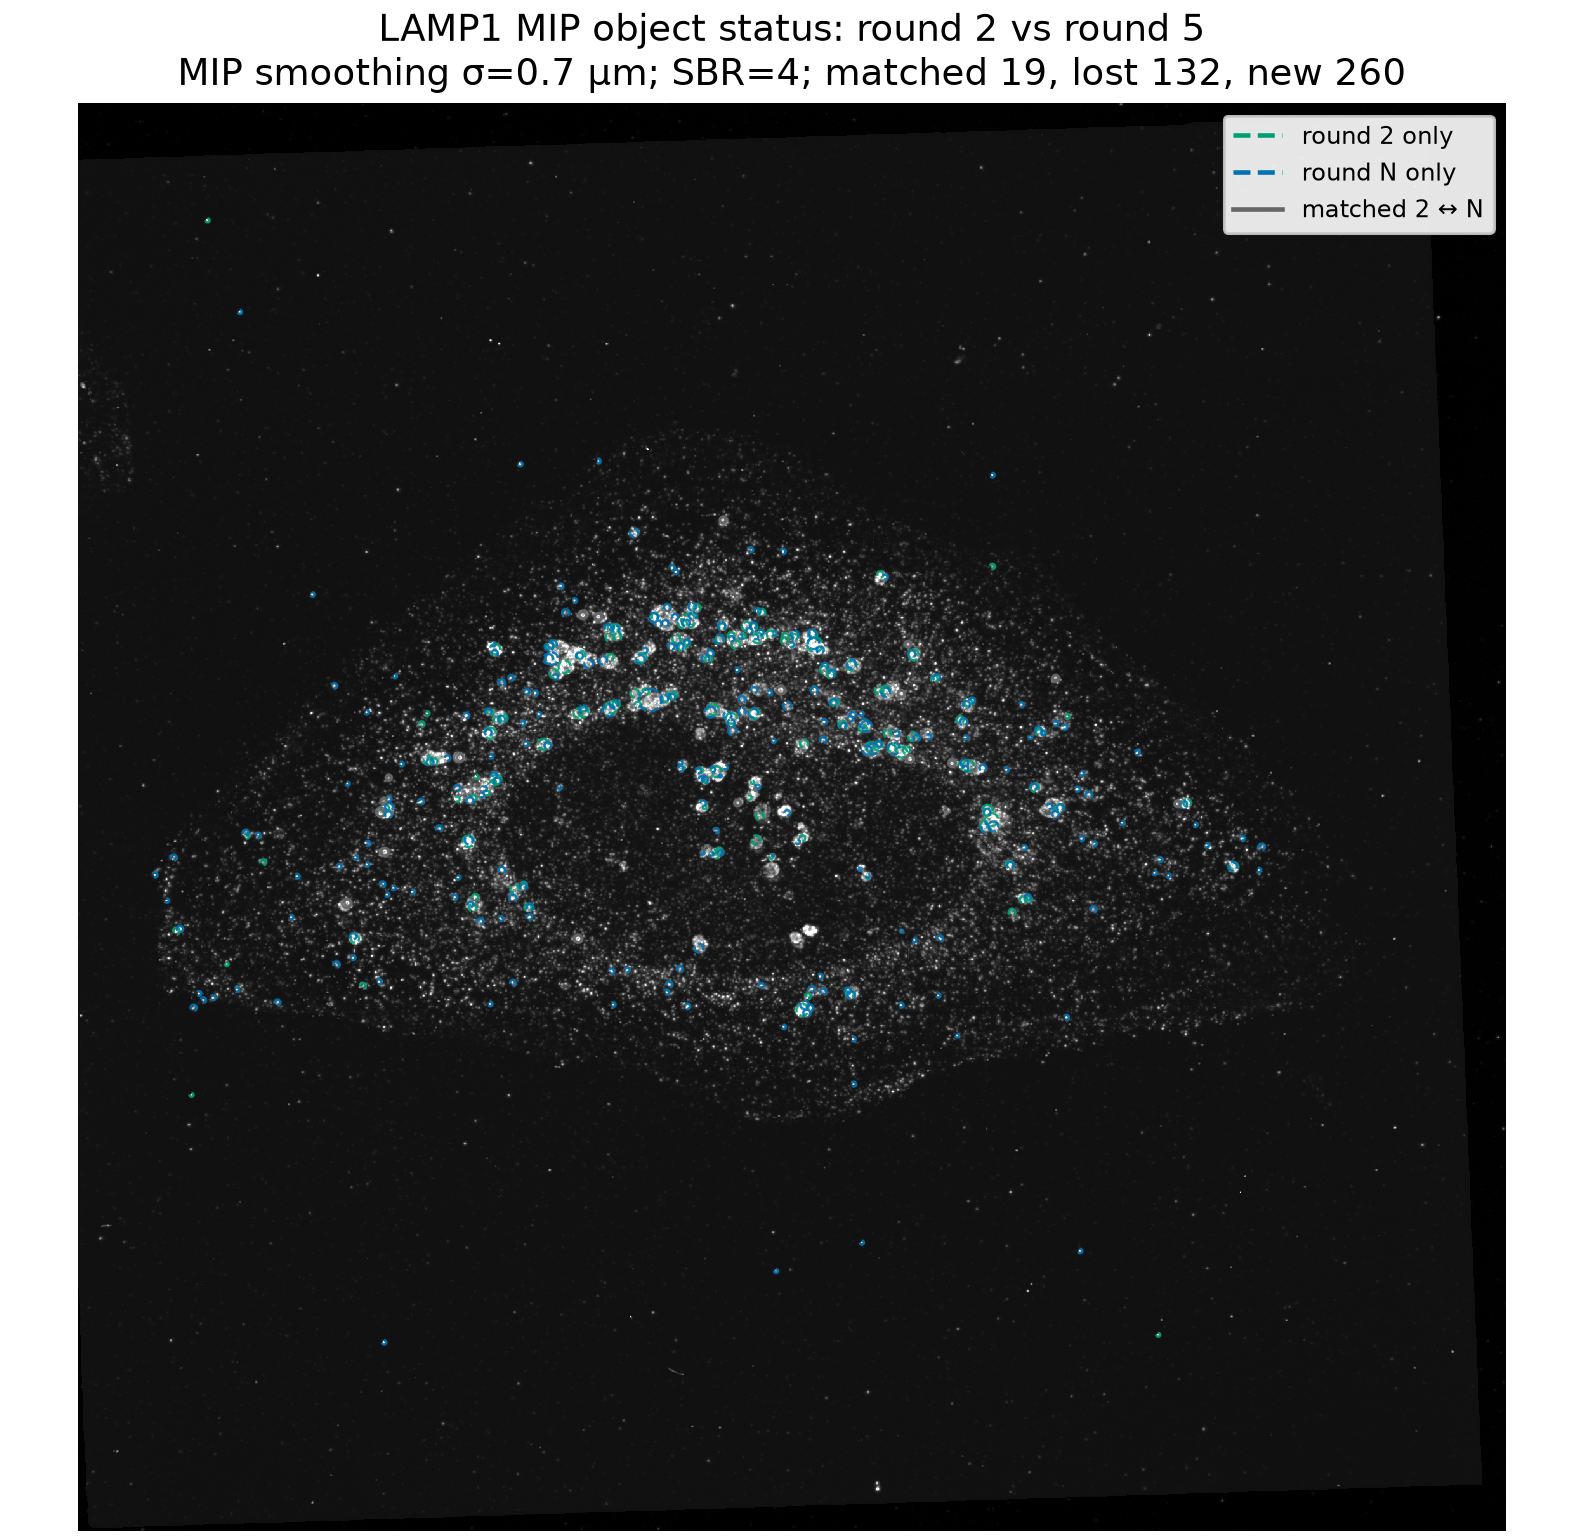 LAMP1 MIP object status: round 2 vs round 5
MIP smoothing σ=0.7 µm; SBR=4; matched 19, lost 132, new 260
round 2 only
round N only
matched 2 ↔ N